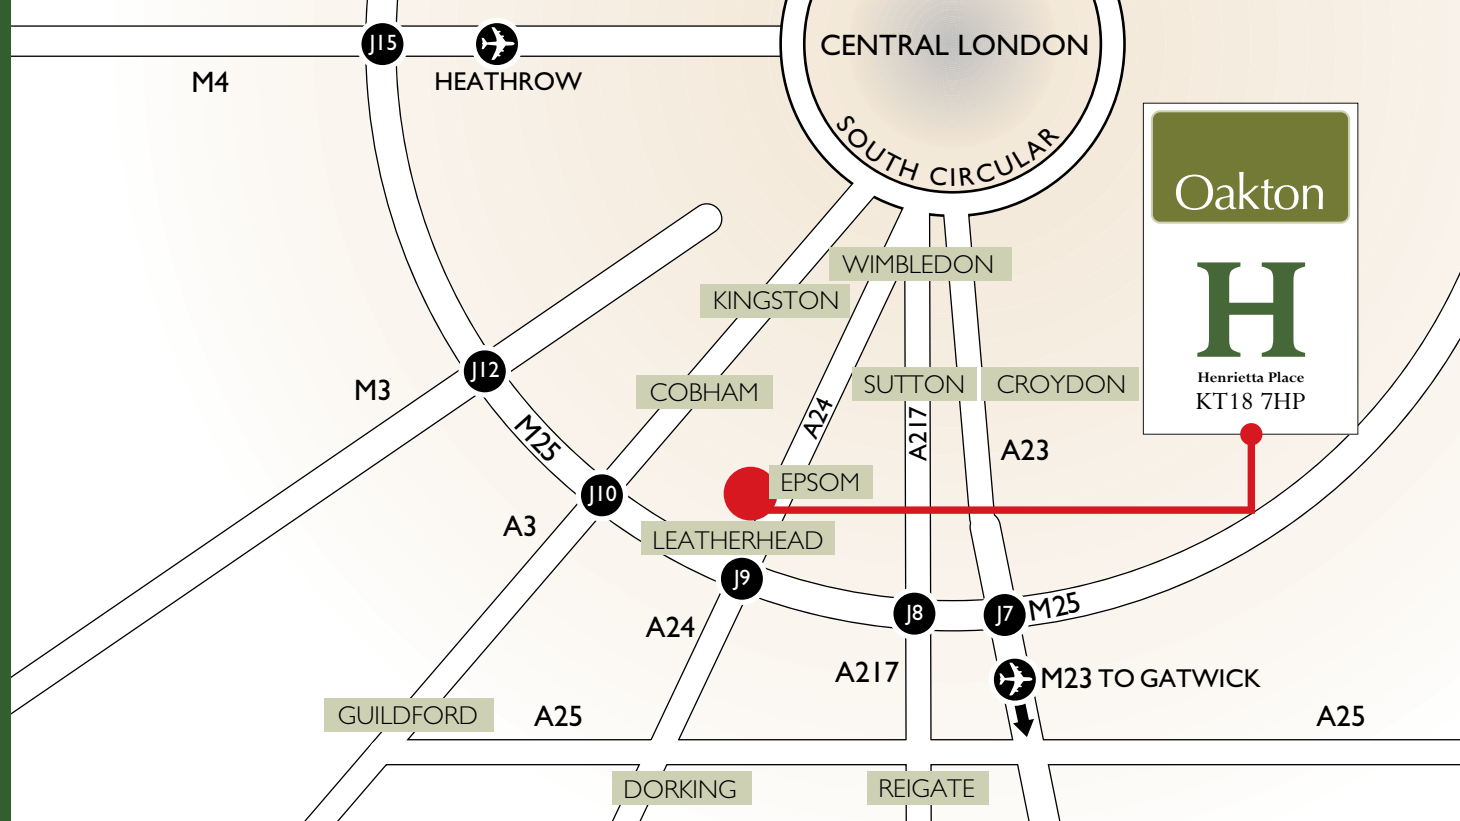 CENTRAL LONDON
SOUTH CIRCULAR
J15
HEATHROW
M4
Oakton
H
Henrietta Place
KT18 7HP
WIMBLEDON
KINGSTON
J12
M3
COBHAM
SUTTON
CROYDON
M25
A24
A217
A23
J10
EPSOM
A3
LEATHERHEAD
J9
J8
J7
M25
A24
A217
M23 TO GATWICK
GUILDFORD
A25
A25
DORKING
REIGATE